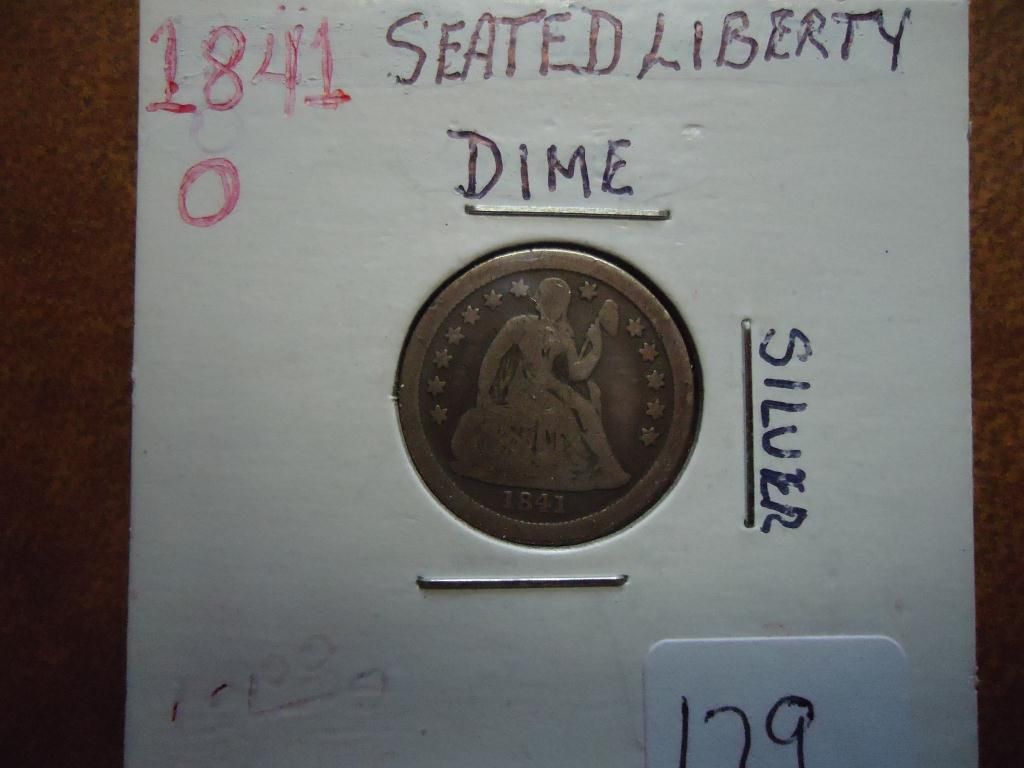 1841 SEATED LIBERTY
O DIME
SILVER
1841
179